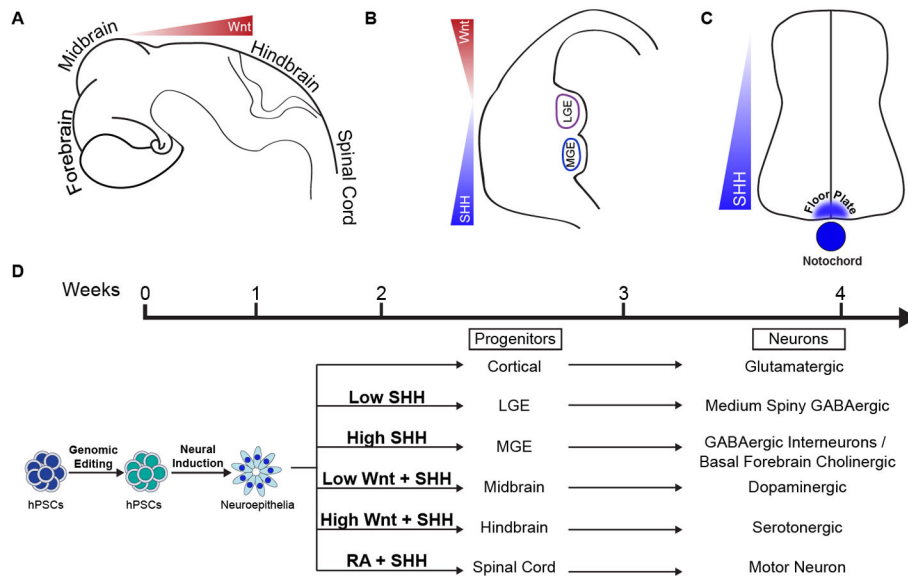 A
Wnt
Midbrain
Hindbrain
Forebrain
Spinal Cord
B
Wnt
SHH
LGE
MGE
C
SHH
Floor Plate
Notochord
D
Weeks 0 1 2 3 4
Progenitors Neurons
Cortical Glutamatergic
Low SHH LGE Medium Spiny GABAergic
High SHH MGE GABAergic Interneurons /
Basal Forebrain Cholinergic
Low Wnt + SHH Midbrain Dopaminergic
High Wnt + SHH Hindbrain Serotonergic
RA + SHH Spinal Cord Motor Neuron
Genomic
Editing
Neural
Induction
hPSCs hPSCs Neuroepithelia